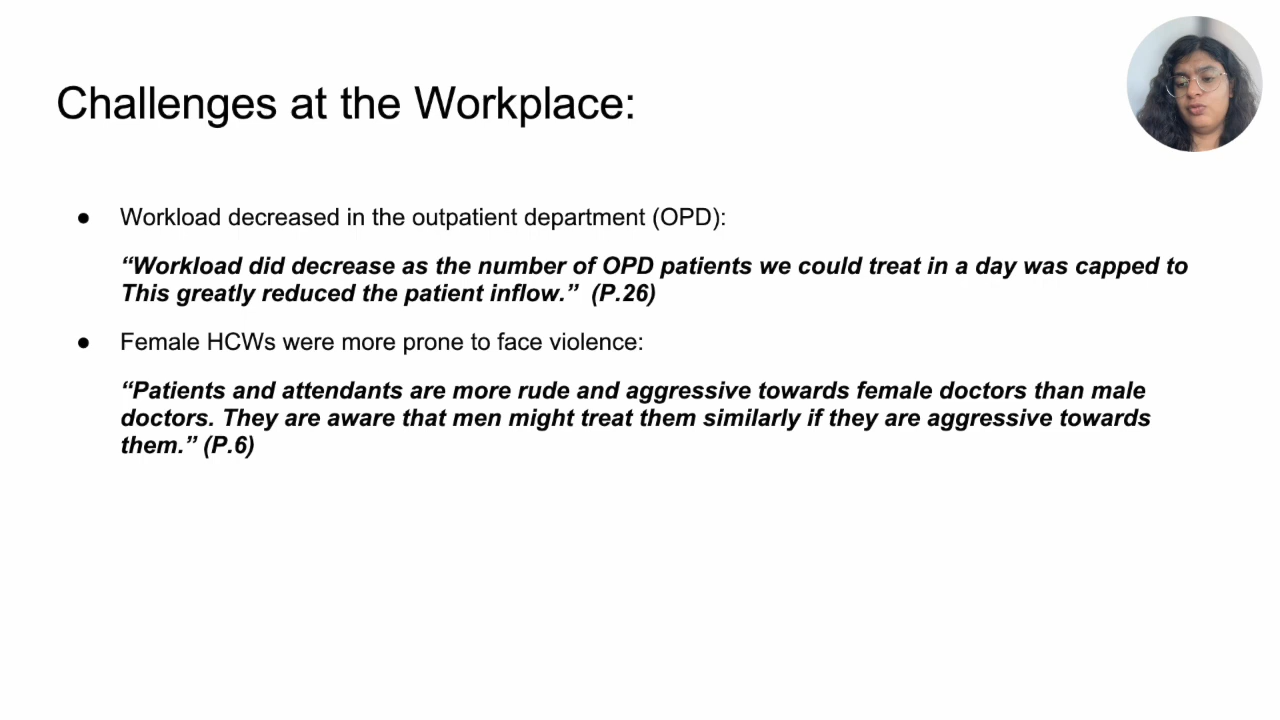 Challenges at the Workplace:
● Workload decreased in the outpatient department (OPD):
“Workload did decrease as the number of OPD patients we could treat in a day was capped to
This greatly reduced the patient inflow.”  (P.26)
● Female HCWs were more prone to face violence:
“Patients and attendants are more rude and aggressive towards female doctors than male
doctors. They are aware that men might treat them similarly if they are aggressive towards
them.” (P.6)